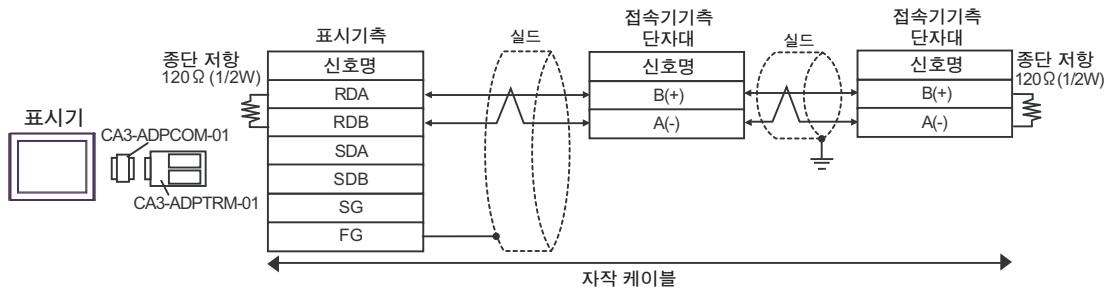 표시기
CA3-ADPCOM-01
CA3-ADPTRM-01
종단 저항
120Ω(1/2W)
표시기측
신호명
RDA
RDB
SDA
SDB
SG
FG
실드
접속기기측
단자대
신호명
B(+)
A(-)
실드
접속기기측
단자대
신호명
B(+)
A(-)
종단 저항
120Ω(1/2W)
자작 케이블